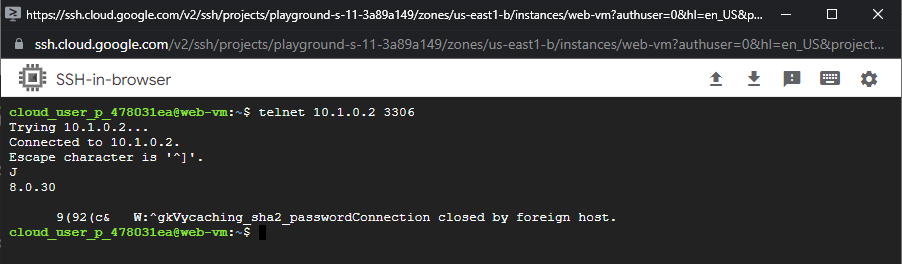 https://ssh.cloud.google.com/v2/ssh/projects/playground-s-11-3a89a149/zones/us-east1-b/instances/web-vm?authuser=0&hl=en_US&p...
ssh.cloud.google.com/v2/ssh/projects/playground-s-11-3a89a149/zones/us-east1-b/instances/web-vm?authuser=0&hl=en_US&project...
SSH-in-browser
cloud_user_p_478031ea@web-vm:~$ telnet 10.1.0.2 3306
Trying 10.1.0.2...
Connected to 10.1.0.2.
Escape character is '^]'.
J
8.0.30
9(92(c& W:^gkVycaching_sha2_passwordConnection closed by foreign host.
cloud_user_p_478031ea@web-vm:~$